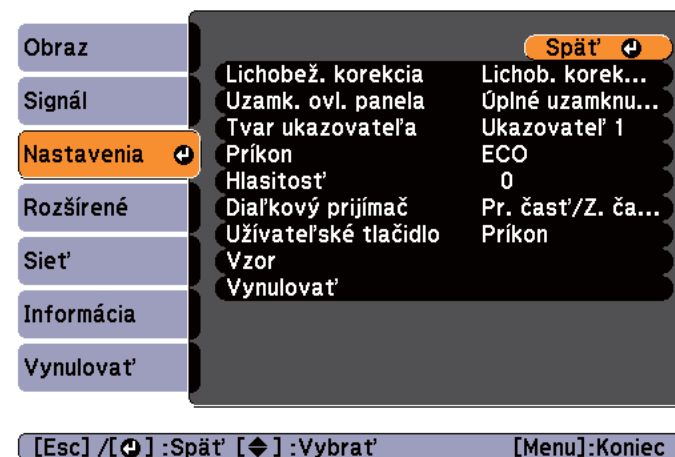 Obraz
Signál
Nastavenia
Rozšírené
Sieť
Informácia
Vynulovať
Späť
Lichobež. korekcia Lichob. korek...
Uzamk. ovl. panela Úplné uzamknu...
Tvar ukazovateľa Ukazovateľ 1
Príkon ECO
Hlasitosť 0
Diaľkový prijímač Pr. časť/Z. ča...
Užívateľské tlačidlo Príkon
Vzor
Vynulovať
[Esc] /[ ] :Späť [ ] :Vybrať [Menu]:Koniec